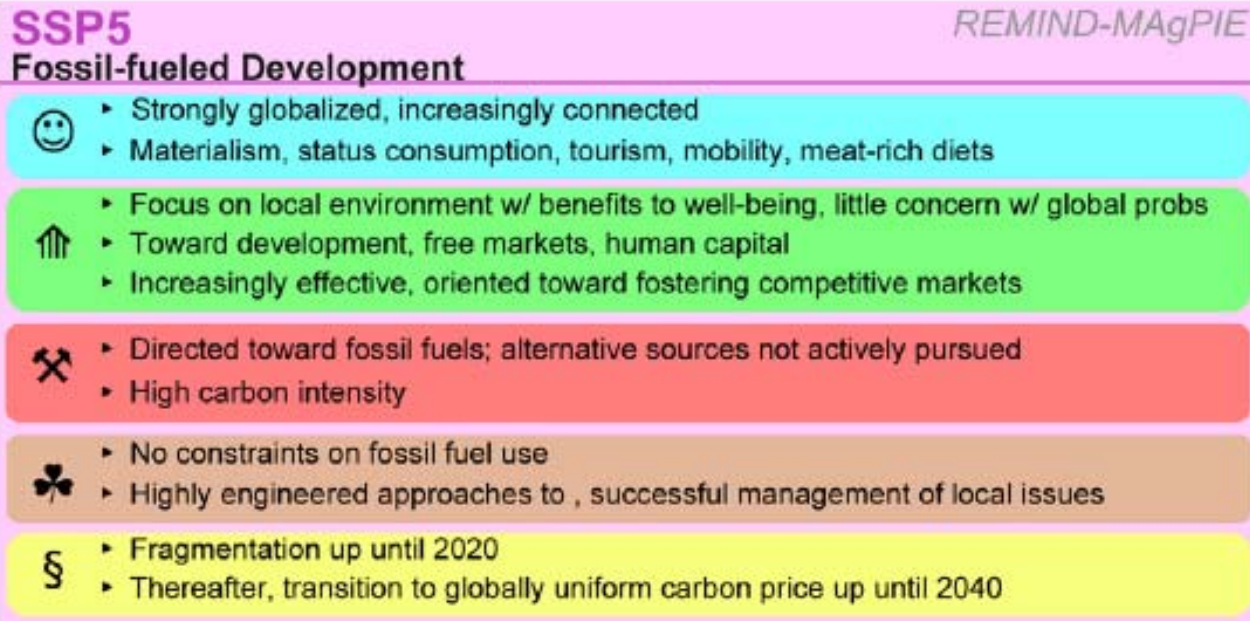 SSP5
REMIND-MAgPIE
Fossil-fueled Development
‣ Strongly globalized, increasingly connected
‣ Materialism, status consumption, tourism, mobility, meat-rich diets
‣ Focus on local environment w/ benefits to well-being, little concern w/ global probs
‣ Toward development, free markets, human capital
‣ Increasingly effective, oriented toward fostering competitive markets
‣ Directed toward fossil fuels; alternative sources not actively pursued
‣ High carbon intensity
‣ No constraints on fossil fuel use
‣ Highly engineered approaches to , successful management of local issues
§
‣ Fragmentation up until 2020
‣ Thereafter, transition to globally uniform carbon price up until 2040